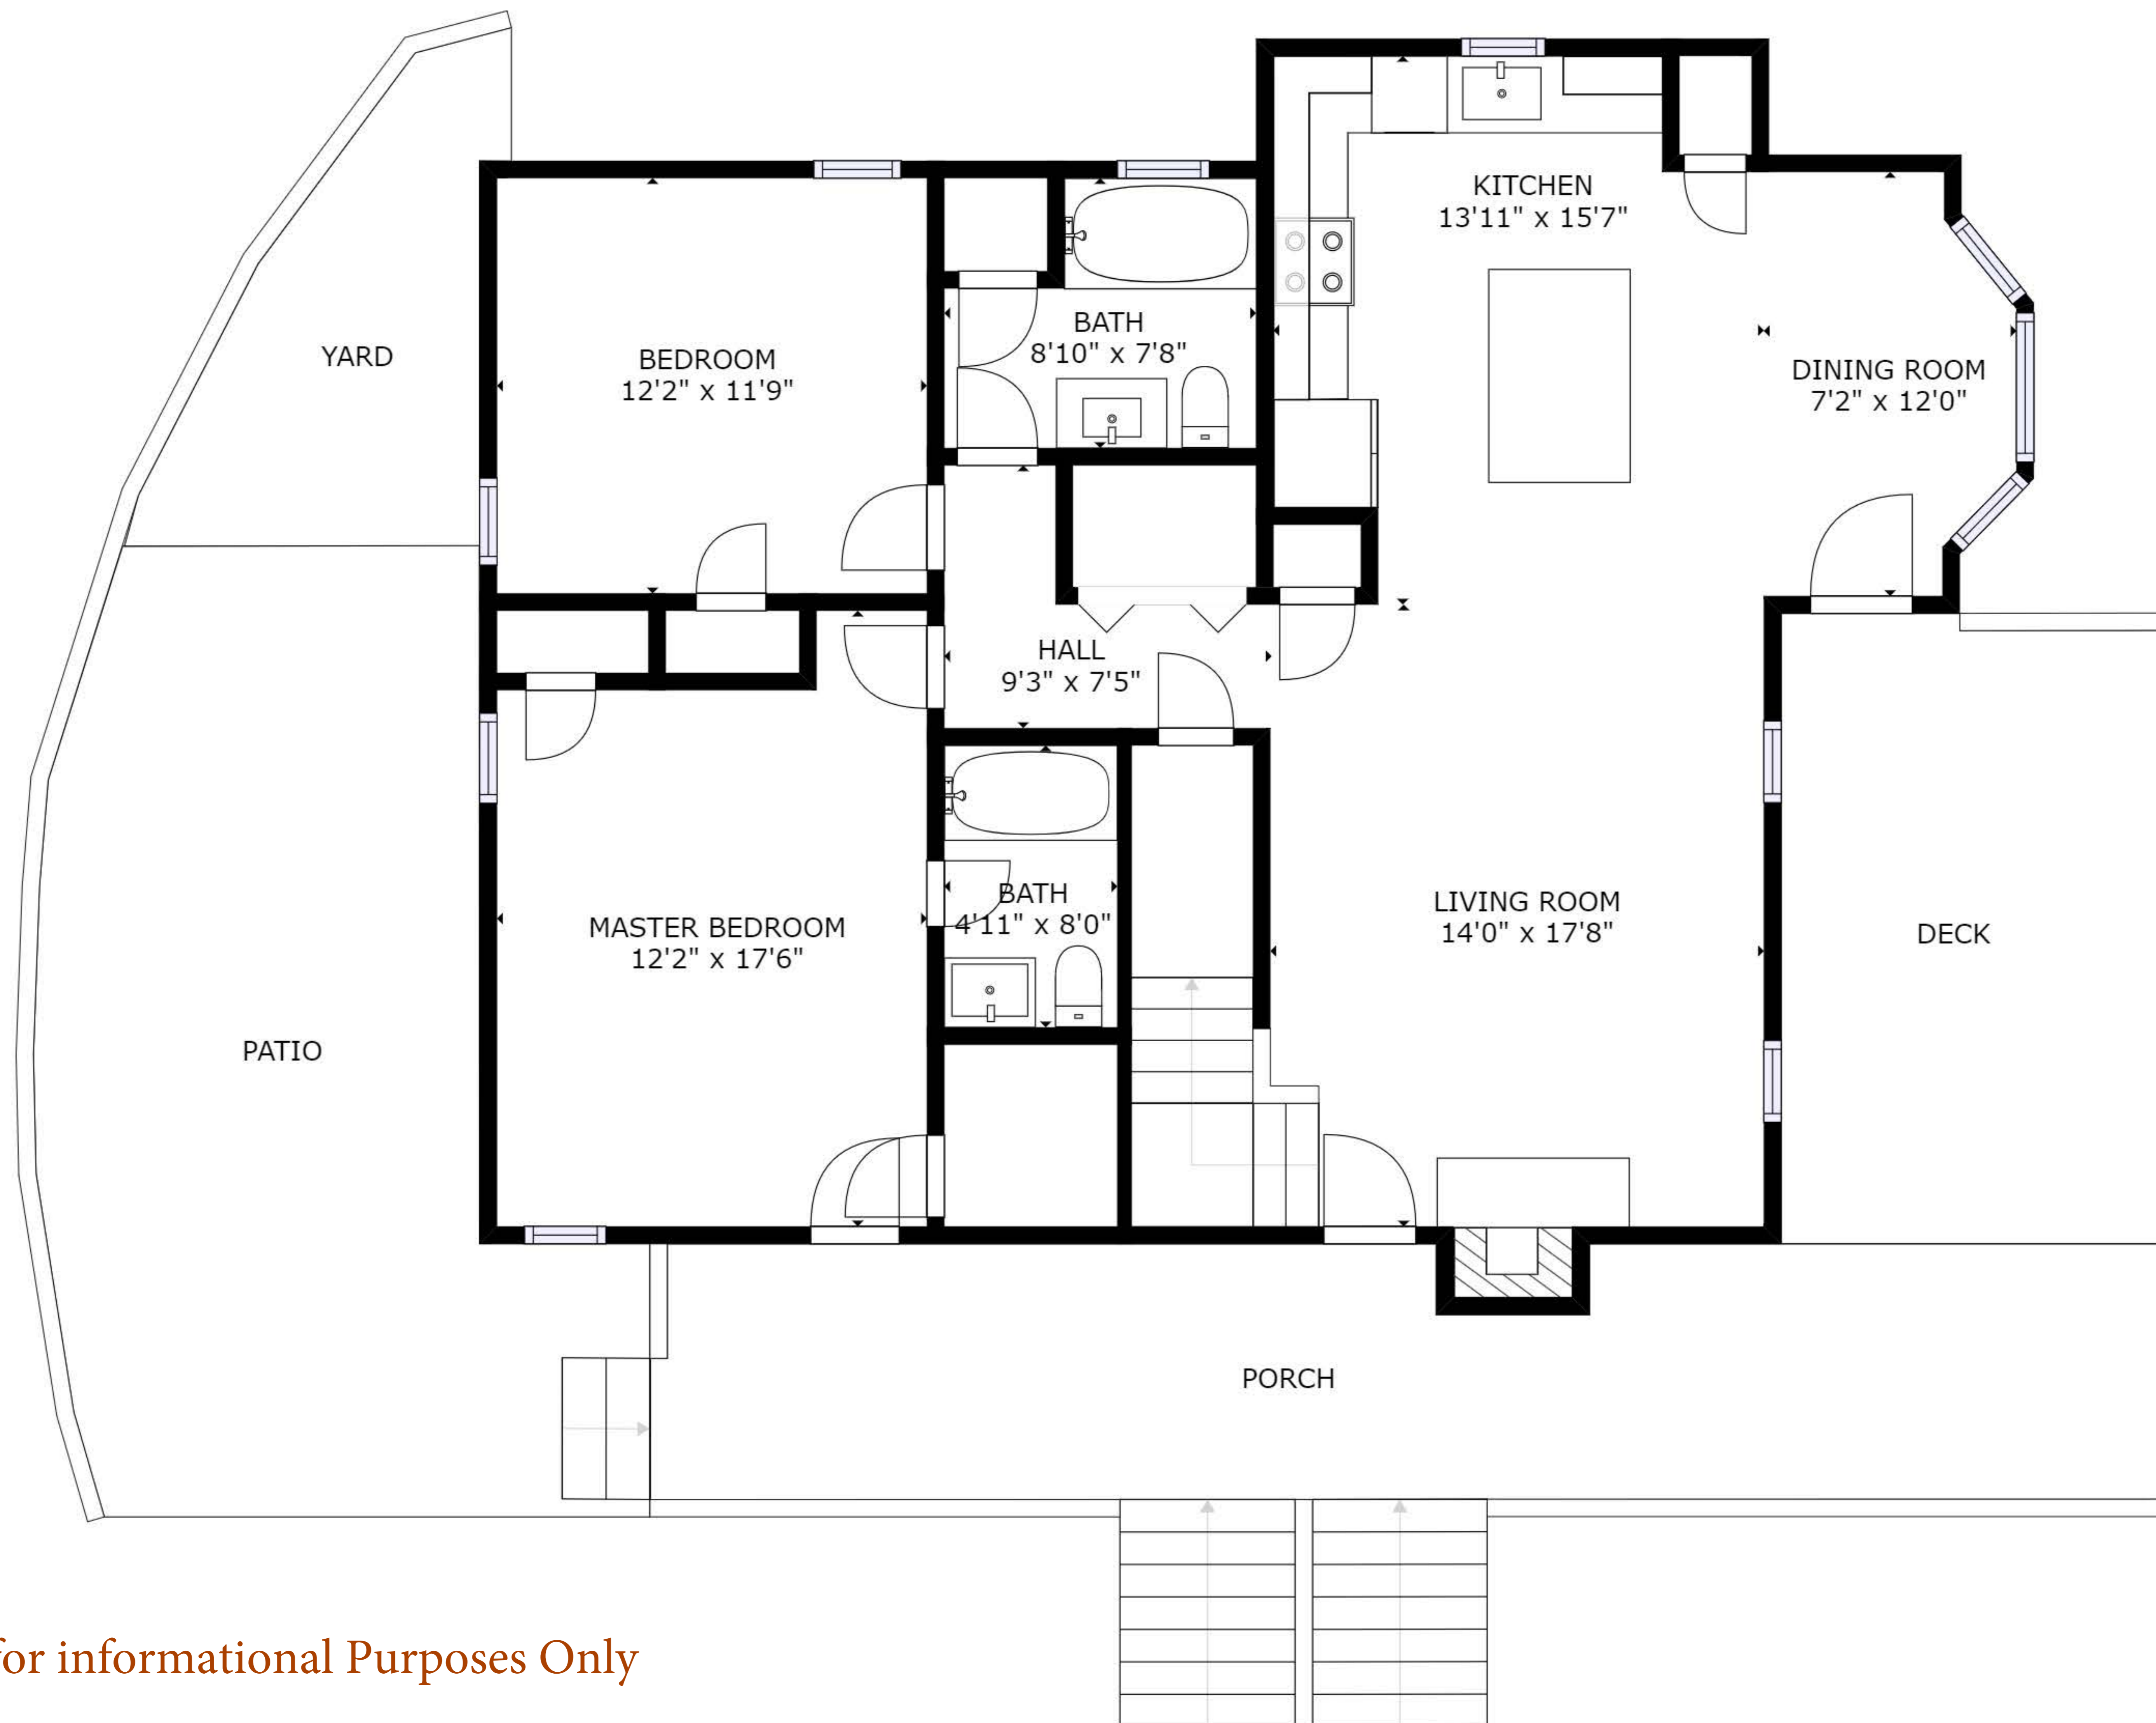 KITCHEN
13'11" x 15'7"
BATH
8'10" x 7'8"
YARD
BEDROOM
12'2" x 11'9"
DINING ROOM
7'2" x 12'0"
HALL
9'3" x 7'5"
BATH
4'11" x 8'0"
LIVING ROOM
14'0" x 17'8"
MASTER BEDROOM
12'2" x 17'6"
DECK
PATIO
PORCH
for informational Purposes Only